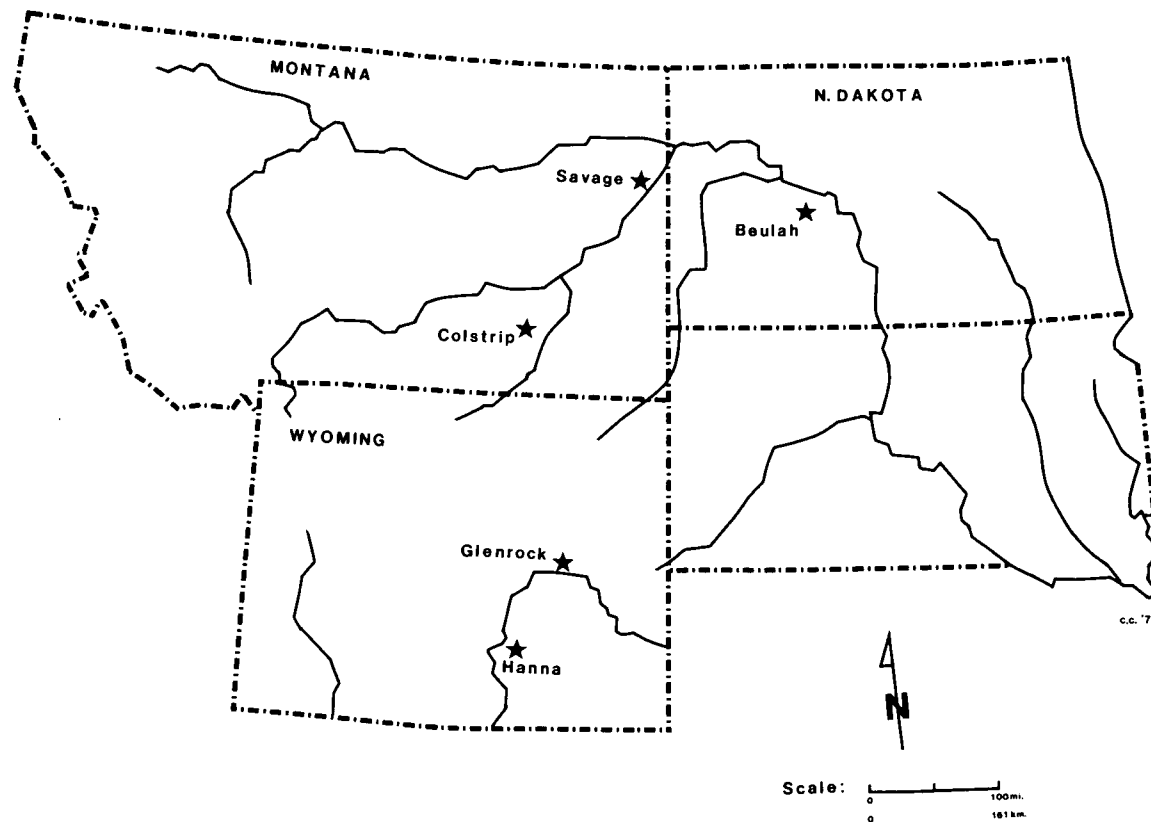 MONTANA
N. DAKOTA
Savage
Beulah
Colstrip
WYOMING
Glenrock
Hanna
c.c. '7
N
Scale:
0 100mi.
0 161km.